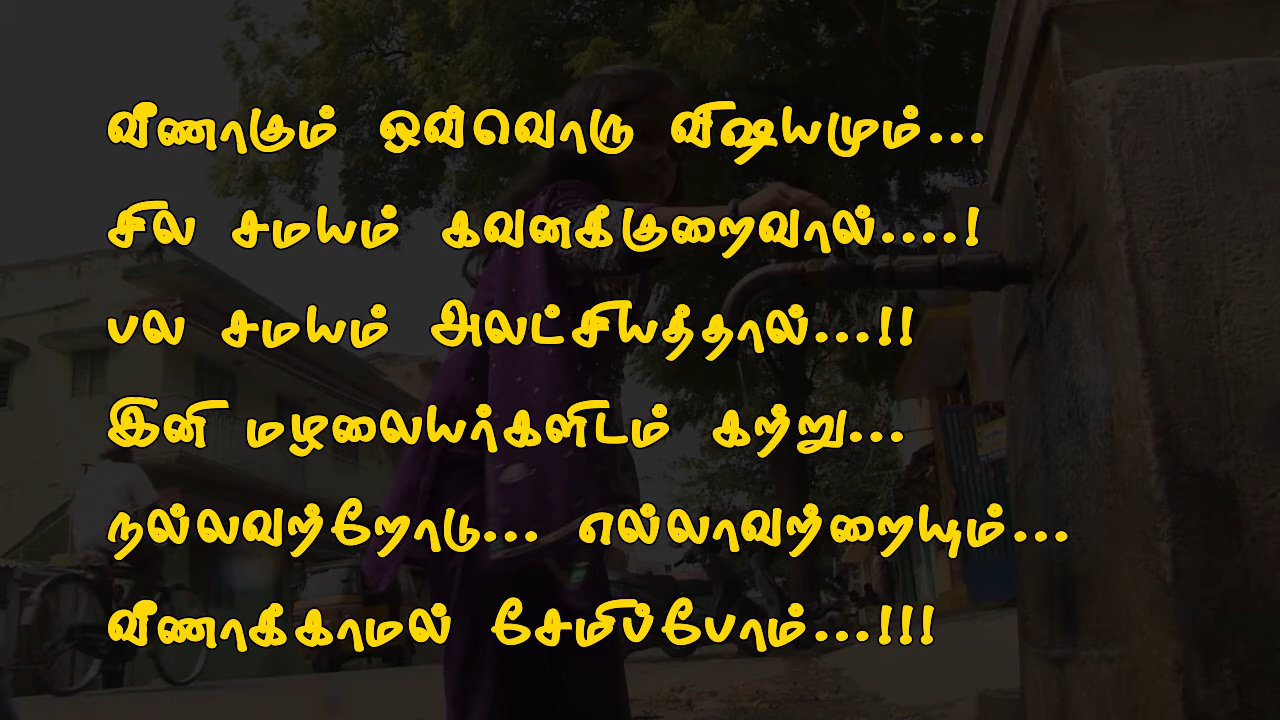 வீணாகும் ஒவ்வொரு விஷயமும்...
சில சமயம் கவனக்குறைவால்....!
பல சமயம் அலட்சியத்தால்...!!
இனி மழலையர்களிடம் கற்று...
நல்லவற்றோடு... எல்லாவற்றையும்...
வீணாக்காமல் சேமிப்போம்...!!!